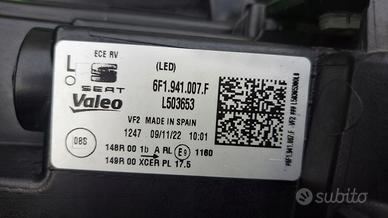 ECE RV
(LED)
L
O
SEAT
6F1.941.007.F
Valeo
L503653
VF2 MADE IN SPAIN
1247 09/11/22 10:01
OBS
148R 00 1b A RL E9 1160
149R 00 XCER PL 17.5
subito